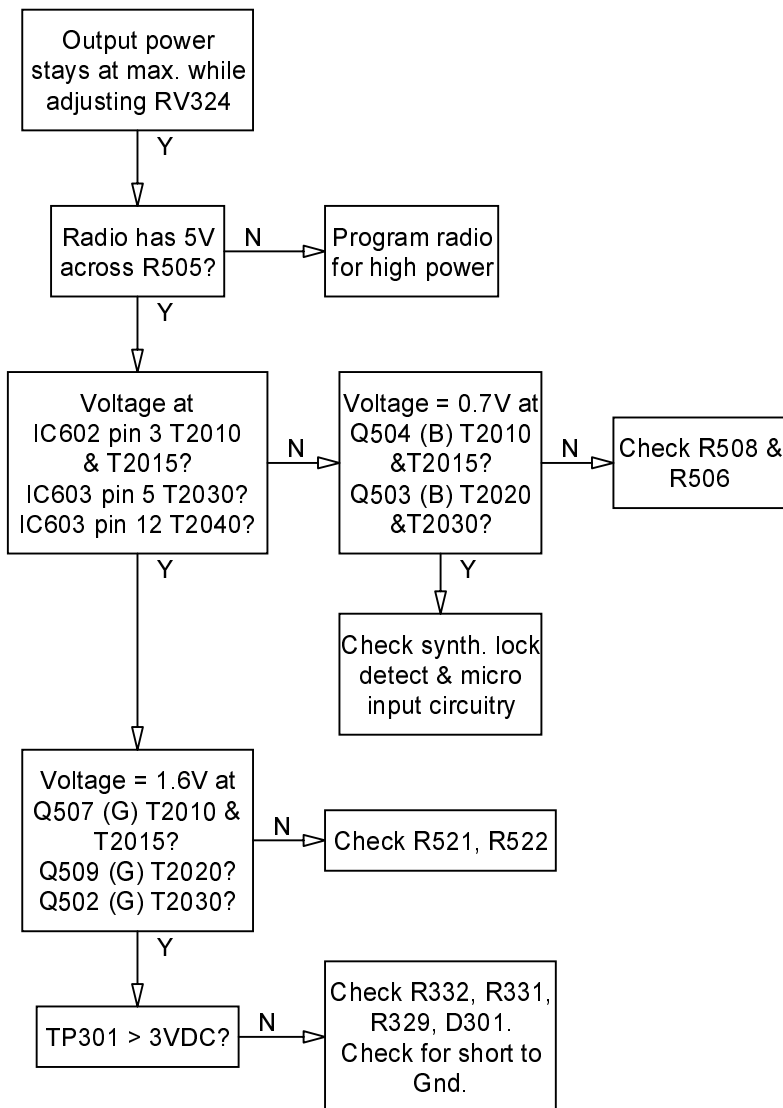 Output power
stays at max. while
adjusting RV324
Y
Radio has 5V
across R505?
N
Program radio
for high power
Y
Voltage at
IC602 pin 3 T2010
& T2015?
IC603 pin 5 T2030?
IC603 pin 12 T2040?
N
Voltage = 0.7V at
Q504 (B) T2010
&T2015?
Q503 (B) T2020
&T2030?
N
Check R508 &
R506
Y
Y
Check synth. lock
detect & micro
input circuitry
Voltage = 1.6V at
Q507 (G) T2010 &
T2015?
Q509 (G) T2020?
Q502 (G) T2030?
N
Check R521, R522
Y
TP301 > 3VDC?
N
Check R332, R331,
R329, D301.
Check for short to
Gnd.